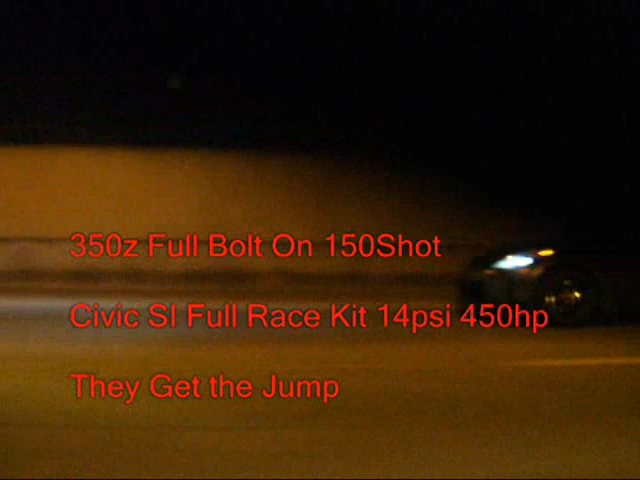 350z Full Bolt On 150Shot
Civic SI Full Race Kit 14psi 450hp
They Get the Jump